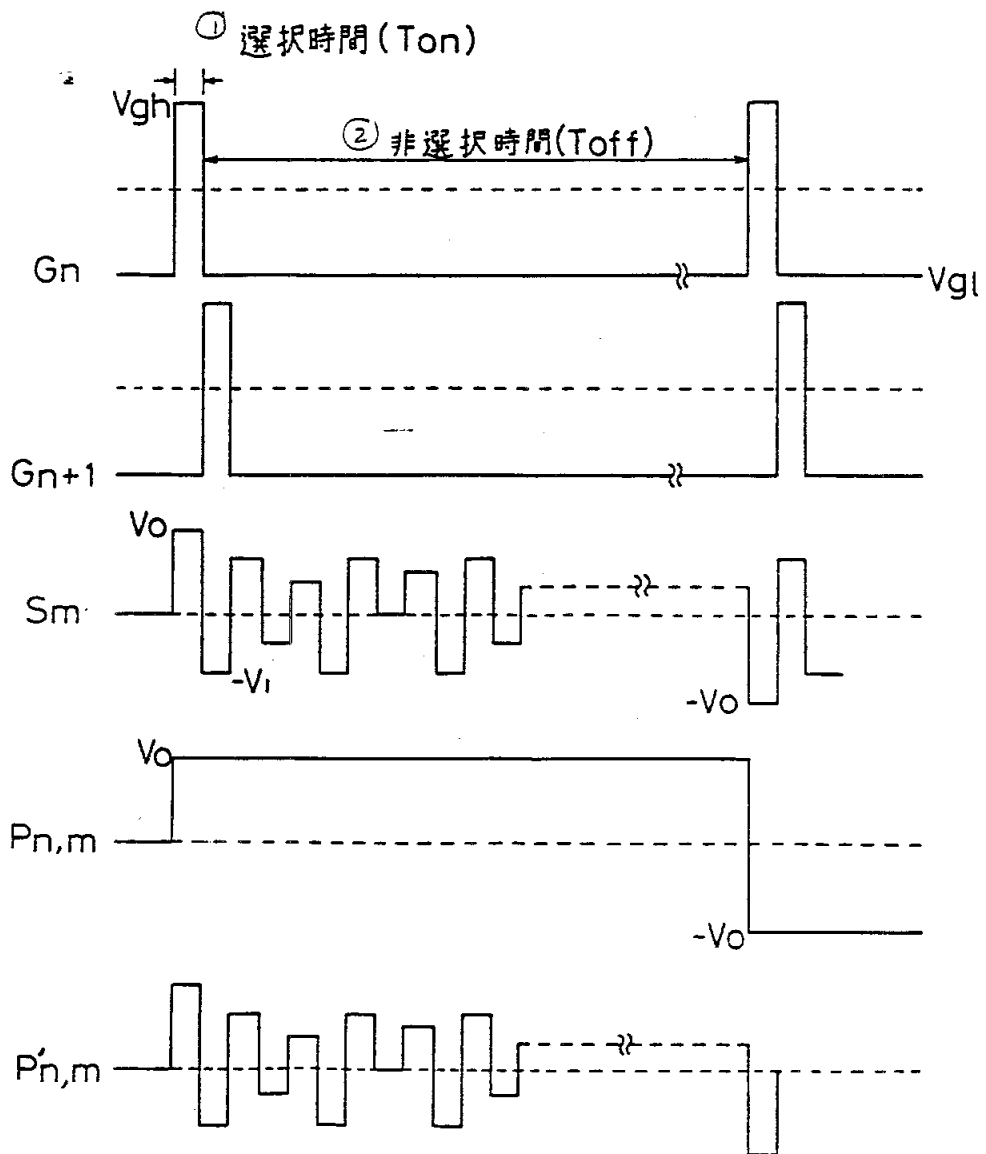 ① 選択時間(Ton)
Vgh
② 非選択時間(Toff)
Gn
Vgl
Gn+1
Vo
Sm
-V₁
-Vo
Vo
Pn,m
-Vo
P'n,m